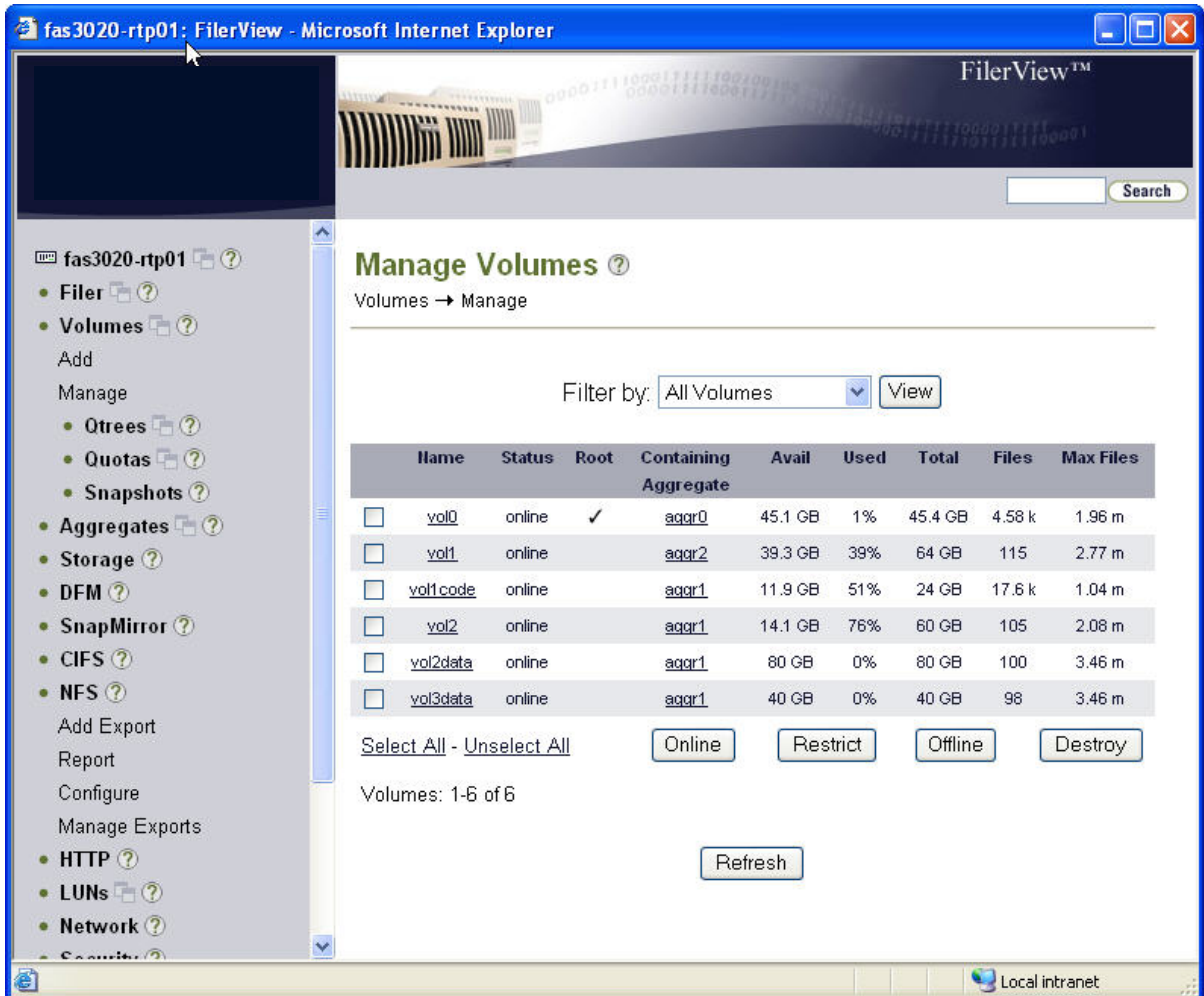 fas3020-rtp01: FilerView - Microsoft Internet Explorer
FilerView™
Search
fas3020-rtp01
Filer
Volumes
Add
Manage
Qtrees
Quotas
Snapshots
Aggregates
Storage
DFM
SnapMirror
CIFS
NFS
Add Export
Report
Configure
Manage Exports
HTTP
LUNs
Network
Security
Manage Volumes
Volumes → Manage
Filter by: All Volumes View
Name Status Root Containing Aggregate Avail Used Total Files Max Files
vol0 online ✓ aggr0 45.1 GB 1% 45.4 GB 4.58 k 1.96 m
vol1 online aggr2 39.3 GB 39% 64 GB 115 2.77 m
vol1code online aggr1 11.9 GB 51% 24 GB 17.6 k 1.04 m
vol2 online aggr1 14.1 GB 76% 60 GB 105 2.08 m
vol2data online aggr1 80 GB 0% 80 GB 100 3.46 m
vol3data online aggr1 40 GB 0% 40 GB 98 3.46 m
Select All - Unselect All Online Restrict Offline Destroy
Volumes: 1-6 of 6
Refresh
Local intranet